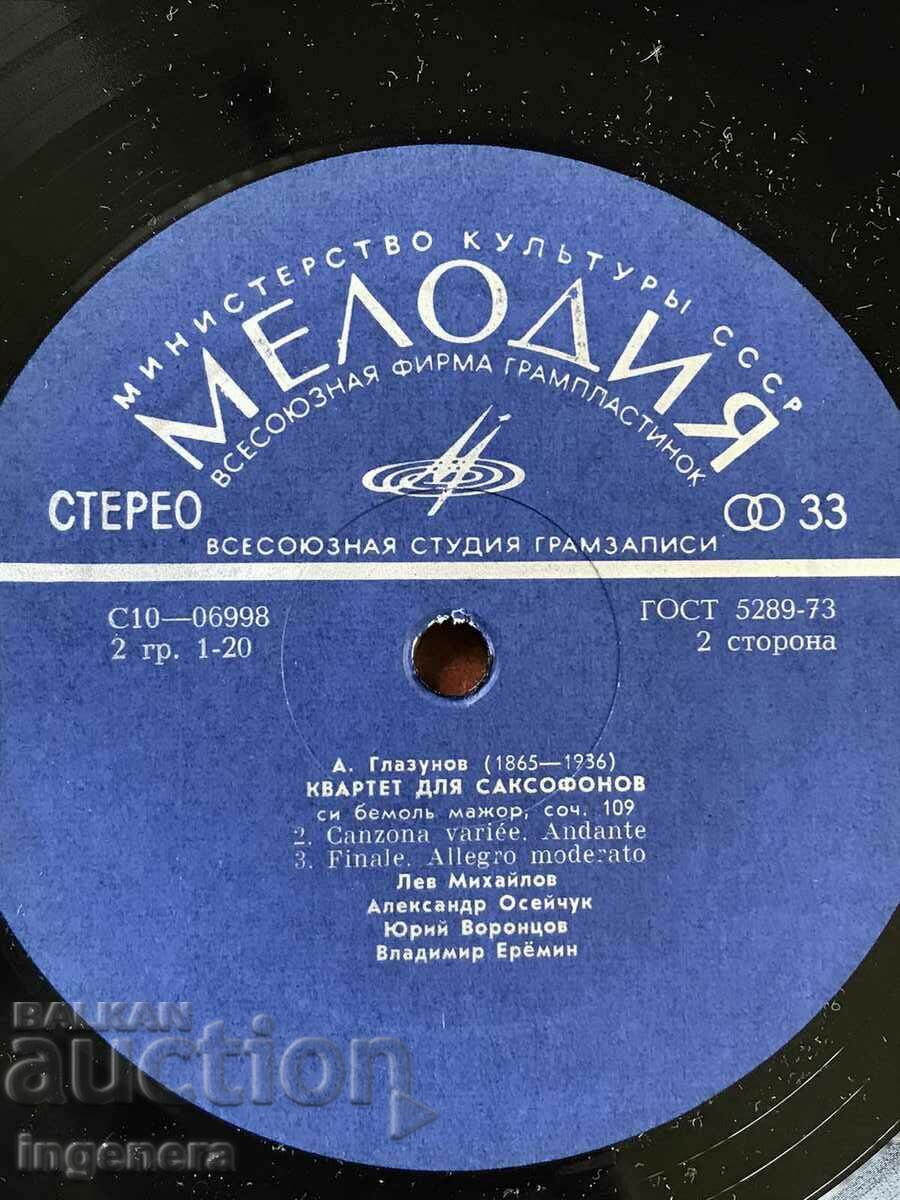 МИНИСТЕРСТВО КУЛЬТУРЫ СССР
МЕЛОДИЯ
ВСЕСОЮЗНАЯ ФИРМА ГРАМПЛАСТИНОК
СТЕРЕО
33
ВСЕСОЮЗНАЯ СТУДИЯ ГРАМЗАПИСИ
С10—06998
ГОСТ 5289-73
2 гр. 1-20
2 сторона
А. Глазунов (1865—1936)
КВАРТЕТ ДЛЯ САКСОФОНОВ
си бемоль мажор, соч. 109
2. Canzona variée. Andante
3. Finale. Allegro moderato
Лев Михайлов
Александр Осейчук
Юрий Воронцов
Владимир Ерёмин
BALKAN
auction
ingenera